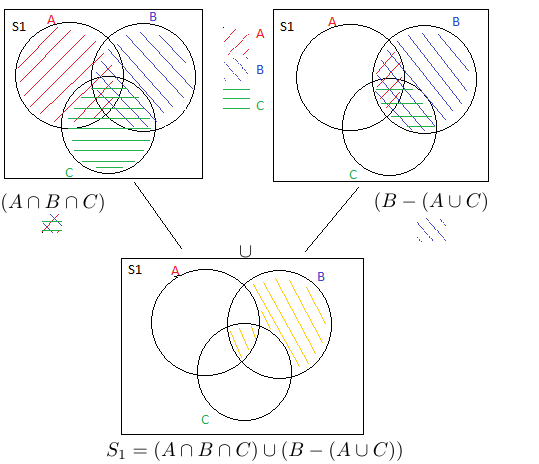 S1 A B C
(A ∩ B ∩ C)
A
B
C
S1 A B C
(B − (A ∪ C)
∪
S1 A B C
S₁ = (A ∩ B ∩ C) ∪ (B − (A ∪ C))